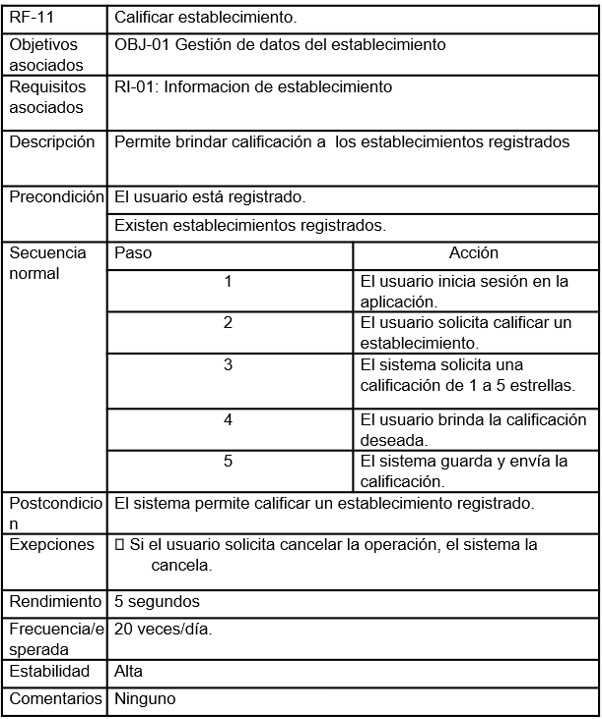 RF-11 Calificar establecimiento.
Objetivos asociados OBJ-01 Gestión de datos del establecimiento
Requisitos asociados RI-01: Informacion de establecimiento
Descripción Permite brindar calificación a los establecimientos registrados
Precondición El usuario está registrado.
Existen establecimientos registrados.
Secuencia normal Paso Acción
1 El usuario inicia sesión en la
aplicación.
2 El usuario solicita calificar un
establecimiento.
3 El sistema solicita una
calificación de 1 a 5 estrellas.
4 El usuario brinda la calificación
deseada.
5 El sistema guarda y envía la
calificación.
Postcondicio
n El sistema permite calificar un establecimiento registrado.
Exepciones Si el usuario solicita cancelar la operación, el sistema la
cancela.
Rendimiento 5 segundos
Frecuencia/e
sperada 20 veces/día.
Estabilidad Alta
Comentarios Ninguno